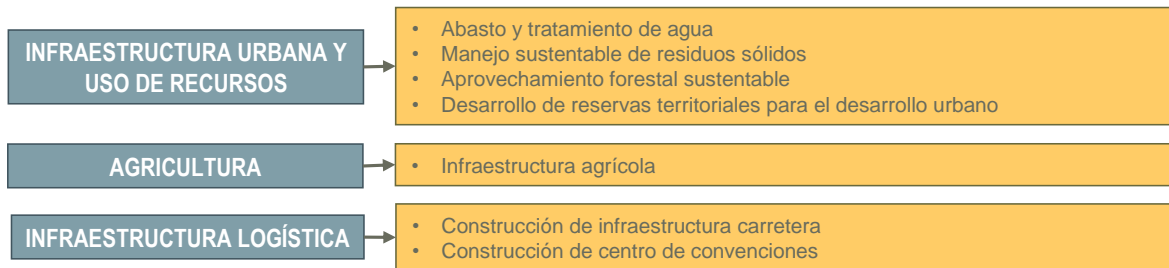 INFRAESTRUCTURA URBANA Y
USO DE RECURSOS
• Abasto y tratamiento de agua
• Manejo sustentable de residuos sólidos
• Aprovechamiento forestal sustentable
• Desarrollo de reservas territoriales para el desarrollo urbano
AGRICULTURA
• Infraestructura agrícola
INFRAESTRUCTURA LOGÍSTICA
• Construcción de infraestructura carretera
• Construcción de centro de convenciones